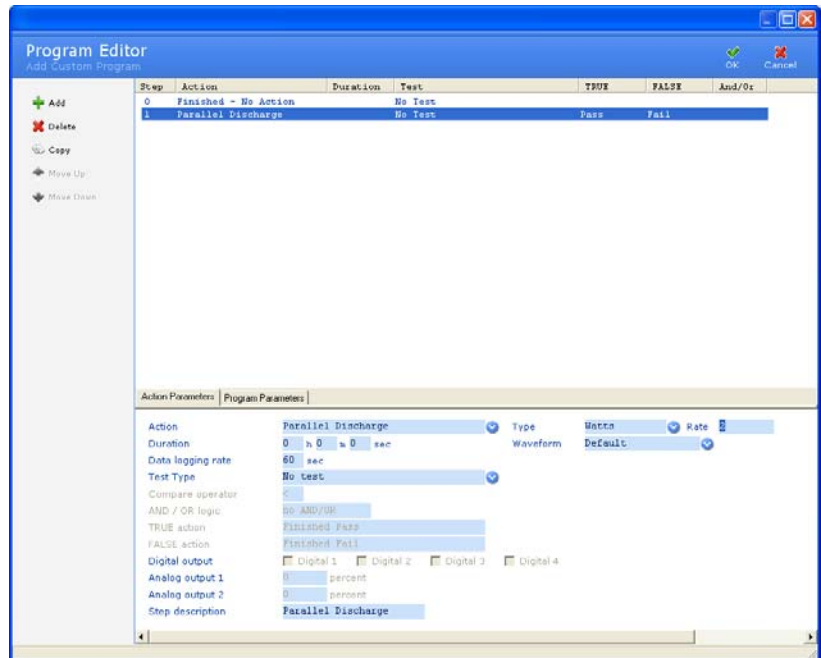 Program Editor
Add Custom Program
OK Cancel
Add
Delete
Copy
Move Up
Move Down
Step Action Duration Test TRUE FALSE And/Or
0 Finished - No Action No Test
1 Parallel Discharge No Test Pass Fail
Action Parameters Program Parameters
Action Parallel Discharge Type Watts Rate 2
Duration 0 h 0 m 0 sec Waveform Default
Data logging rate 60 sec
Test Type No test
Compare operator <
AND / OR logic no AND/OR
TRUE action Finished Pass
FALSE action Finished Fail
Digital output Digital 1 Digital 2 Digital 3 Digital 4
Analog output 1 0 percent
Analog output 2 0 percent
Step description Parallel Discharge